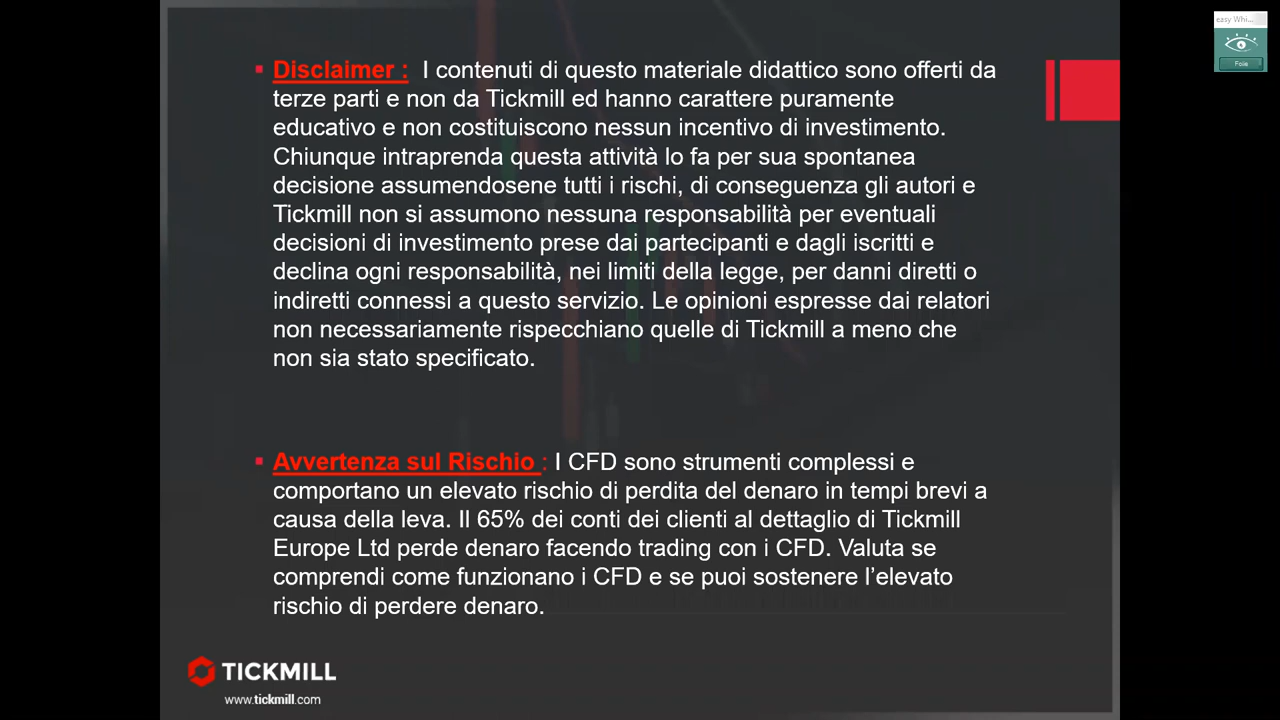 easy Whi...
Folie
Disclaimer : I contenuti di questo materiale didattico sono offerti da
terze parti e non da Tickmill ed hanno carattere puramente
educativo e non costituiscono nessun incentivo di investimento.
Chiunque intraprenda questa attività lo fa per sua spontanea
decisione assumendosene tutti i rischi, di conseguenza gli autori e
Tickmill non si assumono nessuna responsabilità per eventuali
decisioni di investimento prese dai partecipanti e dagli iscritti e
declina ogni responsabilità, nei limiti della legge, per danni diretti o
indiretti connessi a questo servizio. Le opinioni espresse dai relatori
non necessariamente rispecchiano quelle di Tickmill a meno che
non sia stato specificato.
Avvertenza sul Rischio : I CFD sono strumenti complessi e
comportano un elevato rischio di perdita del denaro in tempi brevi a
causa della leva. Il 65% dei conti dei clienti al dettaglio di Tickmill
Europe Ltd perde denaro facendo trading con i CFD. Valuta se
comprendi come funzionano i CFD e se puoi sostenere l’elevato
rischio di perdere denaro.
TICKMILL
www.tickmill.com